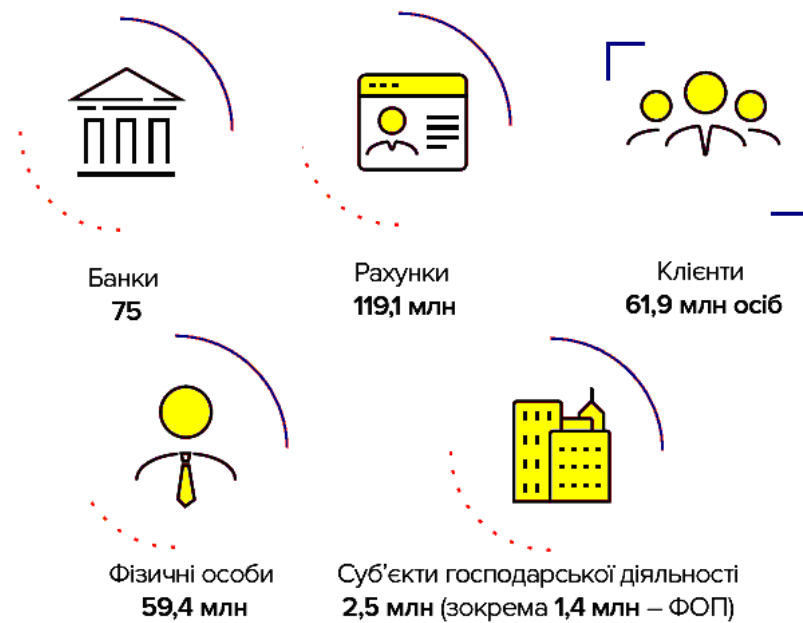 Банки
75
Рахунки
119,1 млн
Клієнти
61,9 млн осіб
Фізичні особи
59,4 млн
Суб’єкти господарської діяльності
2,5 млн (зокрема 1,4 млн – ФОП)